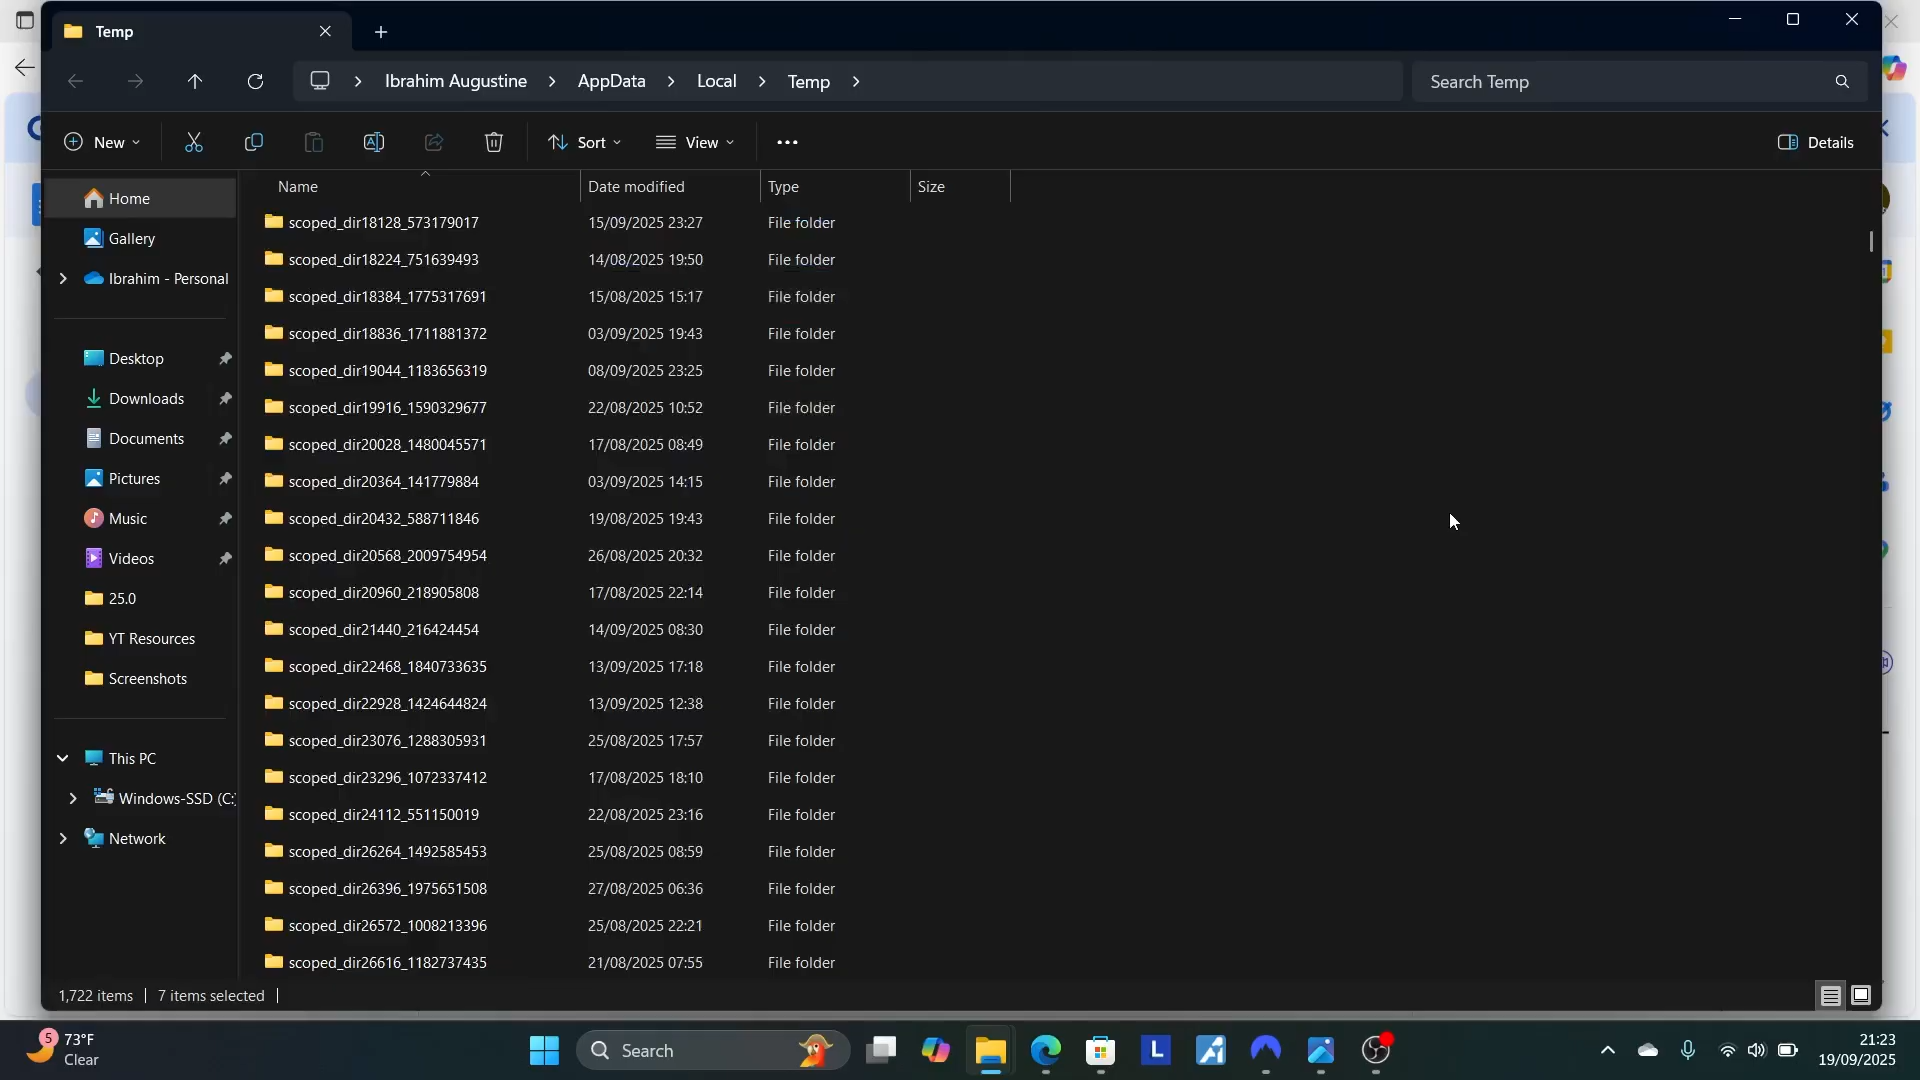 Temp
Ibrahim Augustine
AppData
Local
Temp
Search Temp
New
Sort
View
Details
Home
Gallery
Ibrahim - Personal
Desktop
Downloads
Documents
Pictures
Music
Videos
25.0
YT Resources
Screenshots
This PC
Windows-SSD (C:)
Network
Name Date modified Type Size
scoped_dir18128_573179017 15/09/2025 23:27 File folder
scoped_dir18224_751639493 14/08/2025 19:50 File folder
scoped_dir18384_1775317691 15/08/2025 15:17 File folder
scoped_dir18836_1711881372 03/09/2025 19:43 File folder
scoped_dir19044_1183656319 08/09/2025 23:25 File folder
scoped_dir19916_1590329677 22/08/2025 10:52 File folder
scoped_dir20028_1480045571 17/08/2025 08:49 File folder
scoped_dir20364_141779884 03/09/2025 14:15 File folder
scoped_dir20432_588711846 19/08/2025 19:43 File folder
scoped_dir20568_2009754954 26/08/2025 20:32 File folder
scoped_dir20960_218905808 17/08/2025 22:14 File folder
scoped_dir21440_216424454 14/09/2025 08:30 File folder
scoped_dir22468_1840733635 13/09/2025 17:18 File folder
scoped_dir22928_1424644824 13/09/2025 12:38 File folder
scoped_dir23076_1288305931 25/08/2025 17:57 File folder
scoped_dir23296_1072337412 17/08/2025 18:10 File folder
scoped_dir24112_551150019 22/08/2025 23:16 File folder
scoped_dir26264_1492585453 25/08/2025 08:59 File folder
scoped_dir26396_1975651508 27/08/2025 06:36 File folder
scoped_dir26572_1008213396 25/08/2025 22:21 File folder
scoped_dir26616_1182737435 21/08/2025 07:55 File folder
1,722 items 7 items selected
5
73°F
Clear
Search
L
21:23
19/09/2025